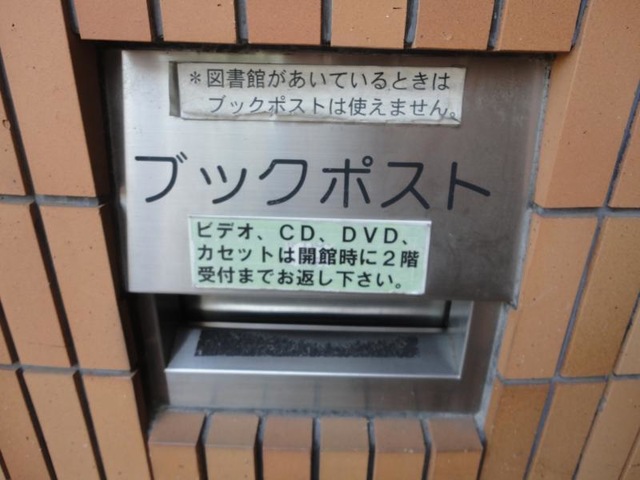 ＊図書館があいているときは
ブックポストは使えません。
ブックポスト
ビデオ、CD、DVD、
カセットは開館時に2階
受付までお返し下さい。